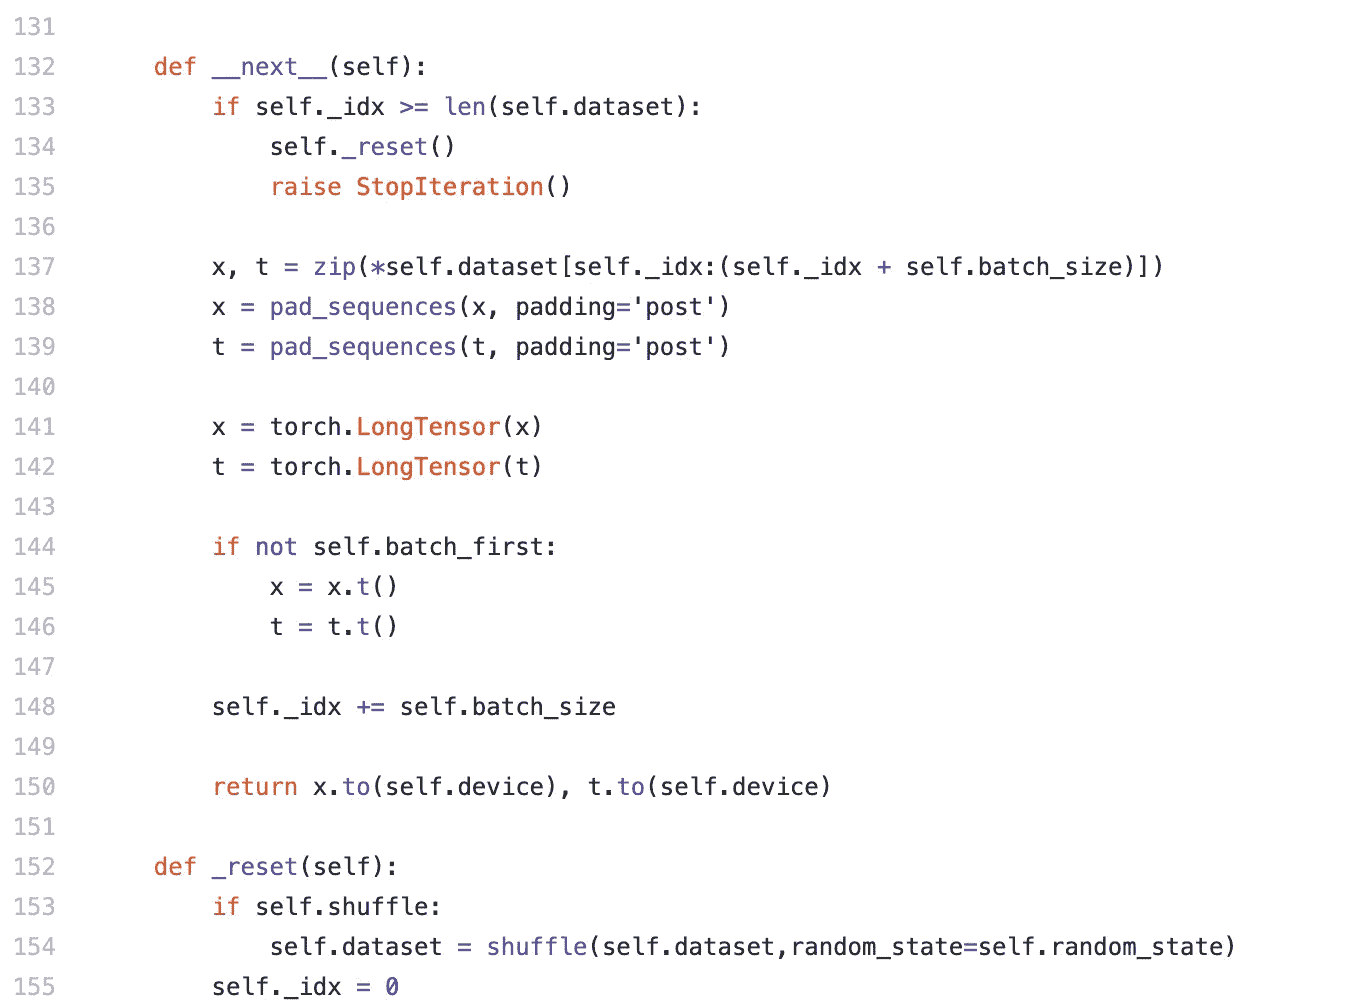 131
132 def __next__(self):
133 if self._idx >= len(self.dataset):
134 self._reset()
135 raise StopIteration()
136
137 x, t = zip(*self.dataset[self._idx:(self._idx + self.batch_size)])
138 x = pad_sequences(x, padding='post')
139 t = pad_sequences(t, padding='post')
140
141 x = torch.LongTensor(x)
142 t = torch.LongTensor(t)
143
144 if not self.batch_first:
145 x = x.t()
146 t = t.t()
147
148 self._idx += self.batch_size
149
150 return x.to(self.device), t.to(self.device)
151
152 def _reset(self):
153 if self.shuffle:
154 self.dataset = shuffle(self.dataset,random_state=self.random_state)
155 self._idx = 0